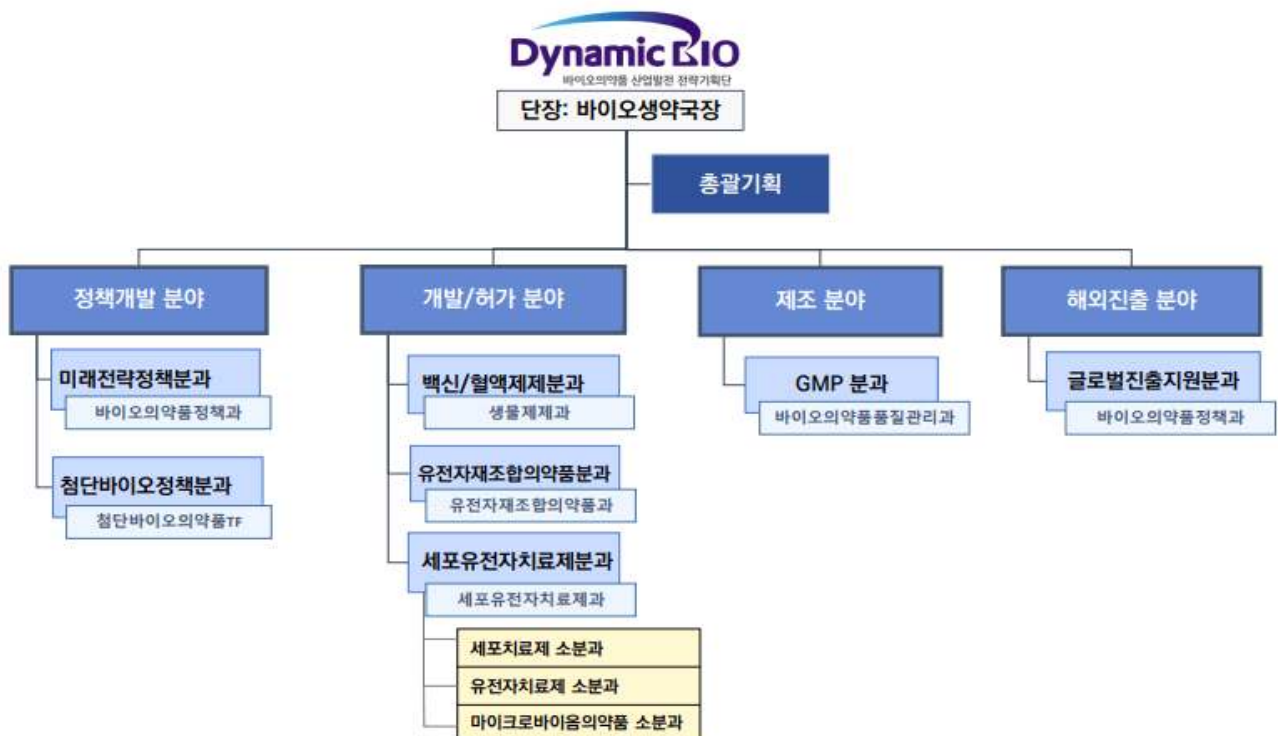 Dynamic BIO
바이오의약품 산업발전 전략기획단
단장: 바이오생약국장
총괄기획
정책개발 분야
미래전략정책분과
바이오의약품정책과
첨단바이오정책분과
첨단바이오의약품TF
개발/허가 분야
백신/혈액제제분과
생물제제과
유전자재조합의약품분과
유전자재조합의약품과
세포유전자치료제분과
세포유전자치료제과
세포치료제 소분과
유전자치료제 소분과
마이크로바이옴의약품 소분과
제조 분야
GMP 분과
바이오의약품품질관리과
해외진출 분야
글로벌진출지원분과
바이오의약품정책과